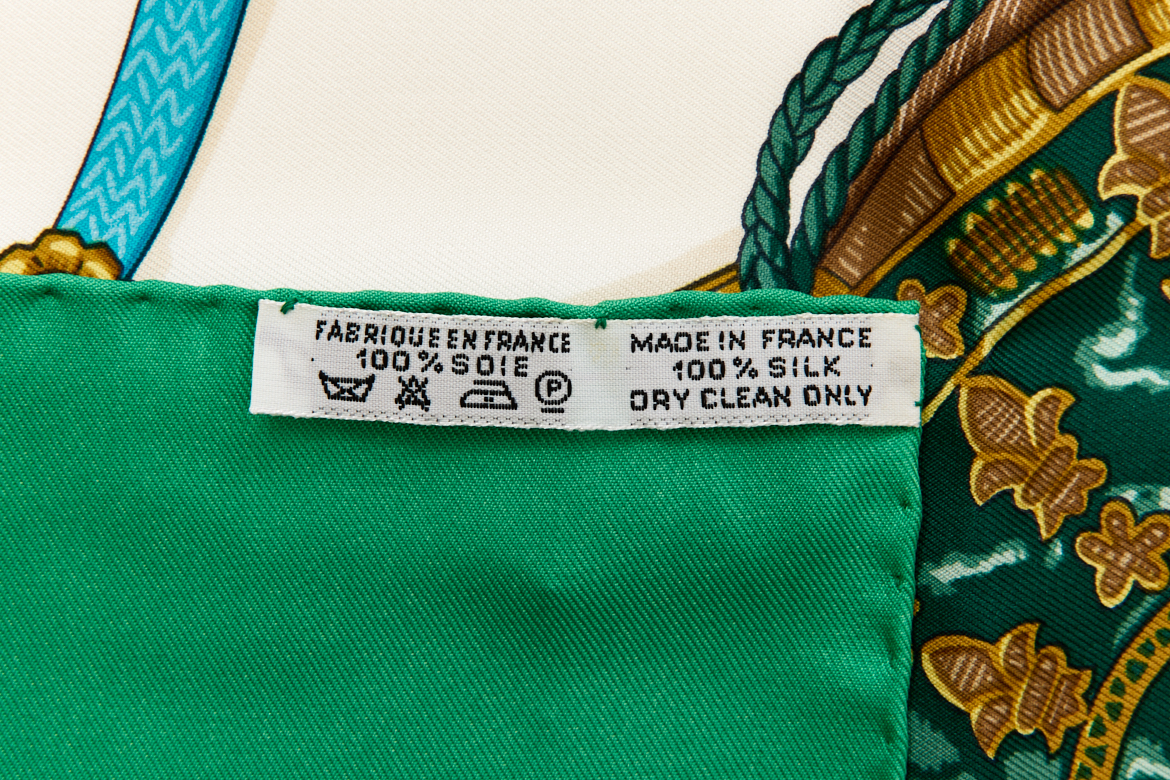 FABRIQUE EN FRANCE
100% SOIE
P
MADE IN FRANCE
100% SILK
DRY CLEAN ONLY